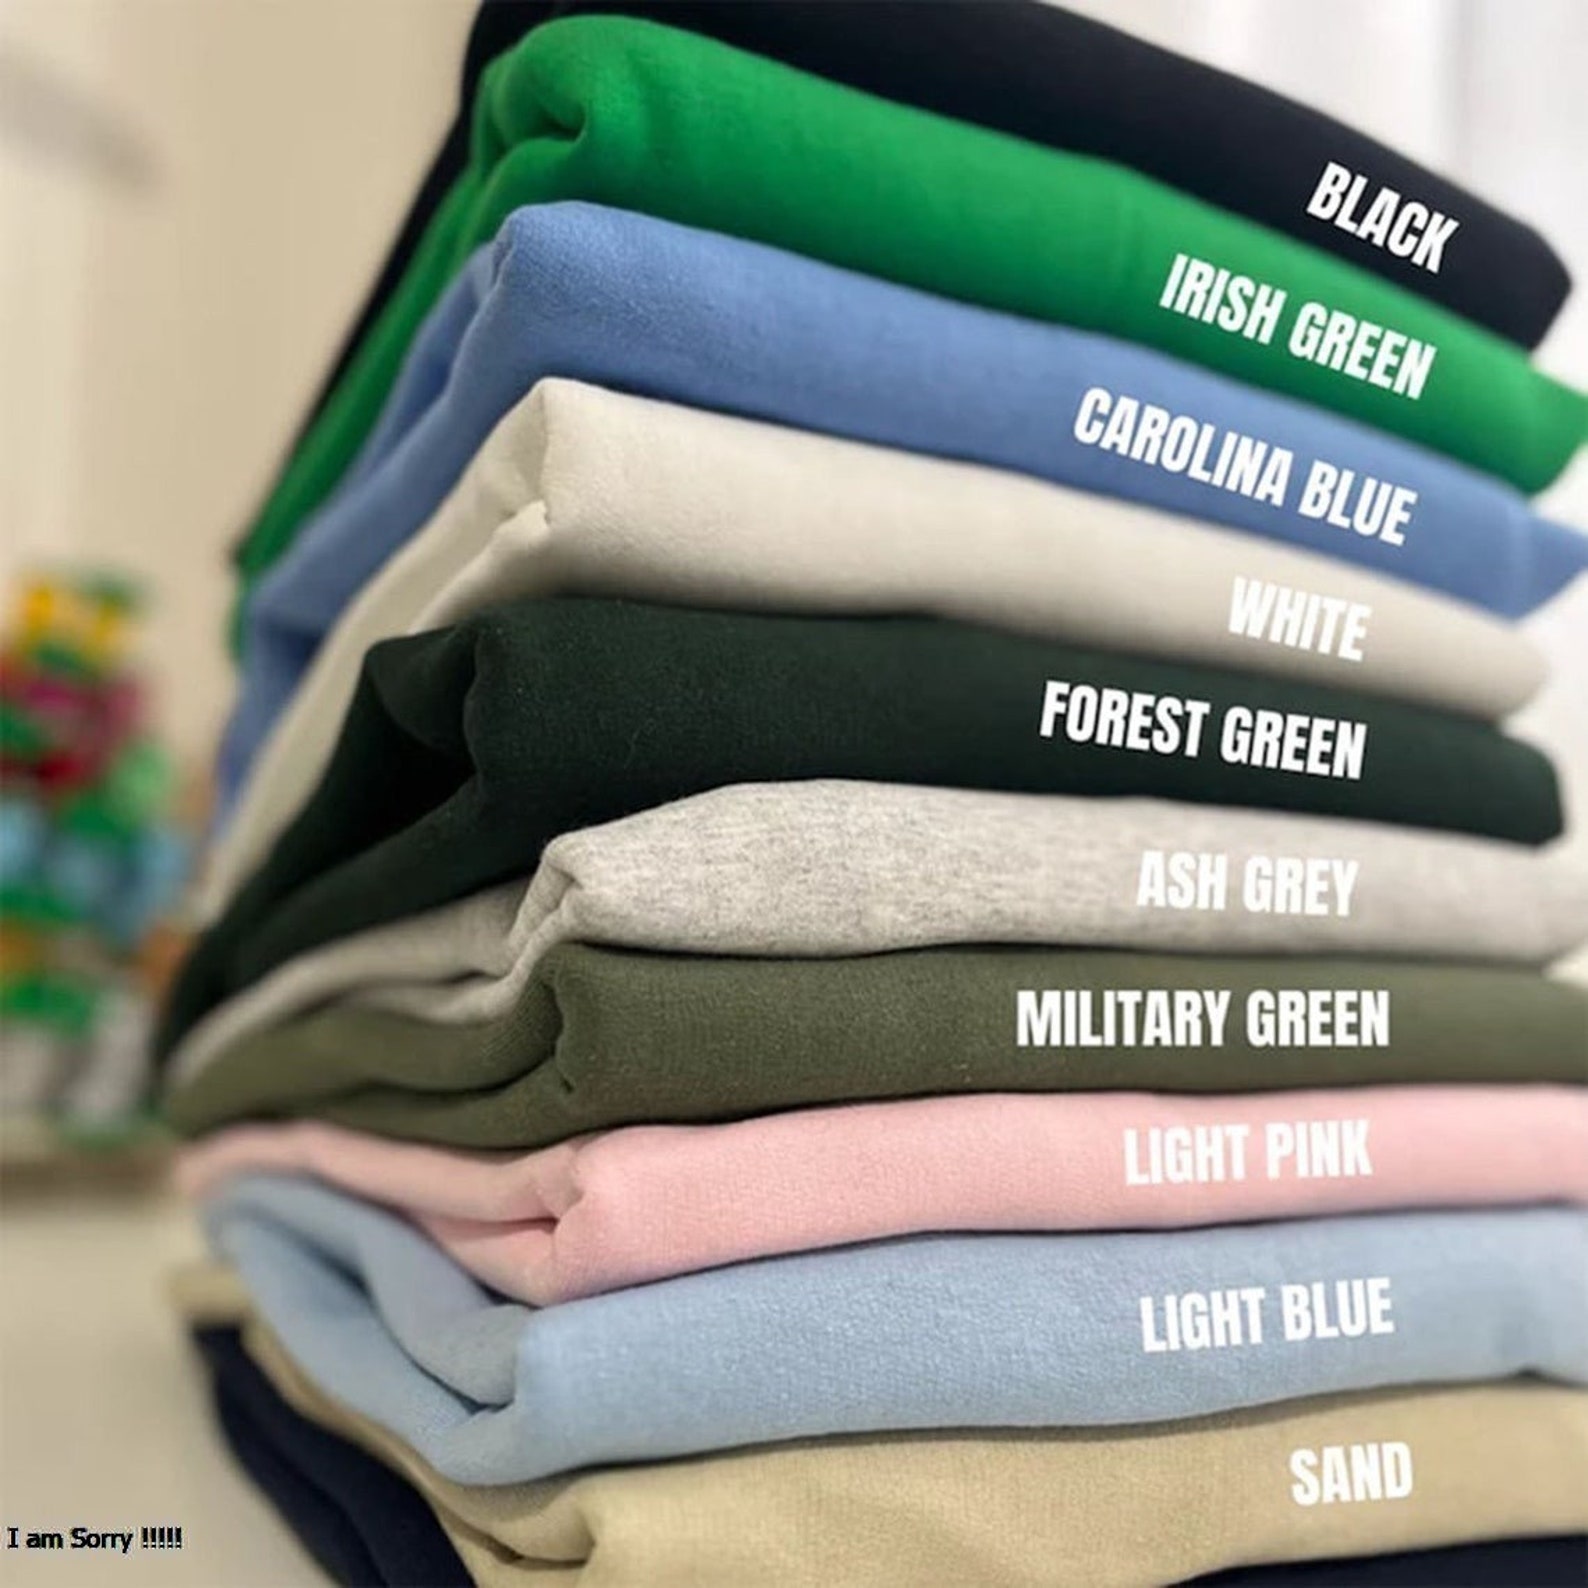 BLACK
IRISH GREEN
CAROLINA BLUE
WHITE
FOREST GREEN
ASH GREY
MILITARY GREEN
LIGHT PINK
LIGHT BLUE
SAND
I am Sorry !!!!!